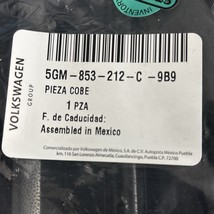 INVENTOR
VOLKSWAGEN
GROUP
5GM-853-212-C -9B9
PIEZA COBE
1 PZA
F. de Caducidad:
Assembled in Mexico
Comercializado por Volkswagen de México, S.A. de C.V. Autopista México Puebla
km. 116 San Lorenzo Almecatla, Cuautlancingo, Puebla C.P. 72700